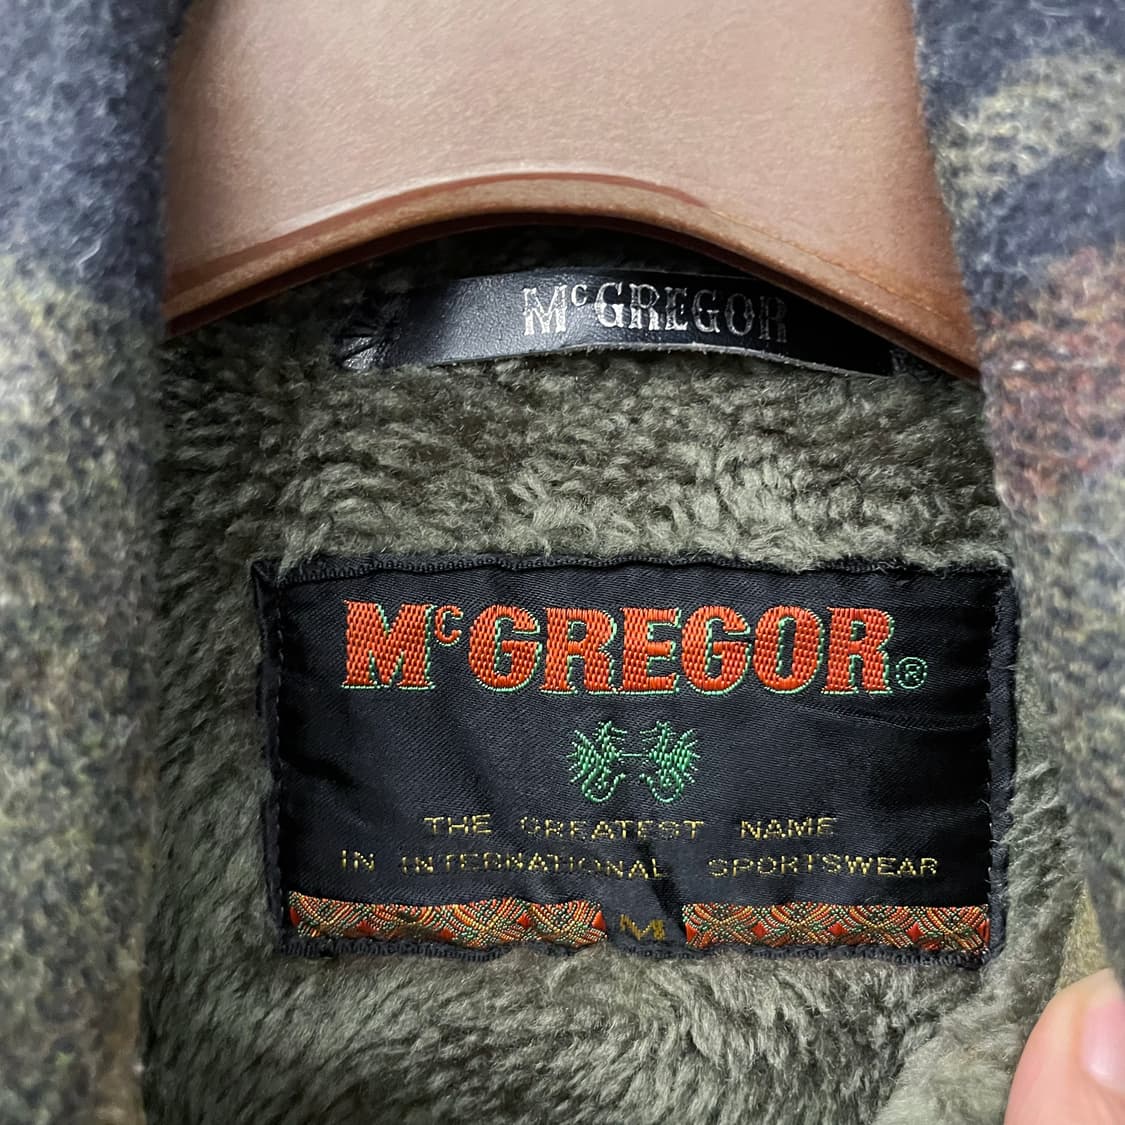 McGREGOR
McGREGOR®
THE GREATEST NAME
IN INTERNATIONAL SPORTSWEAR
M